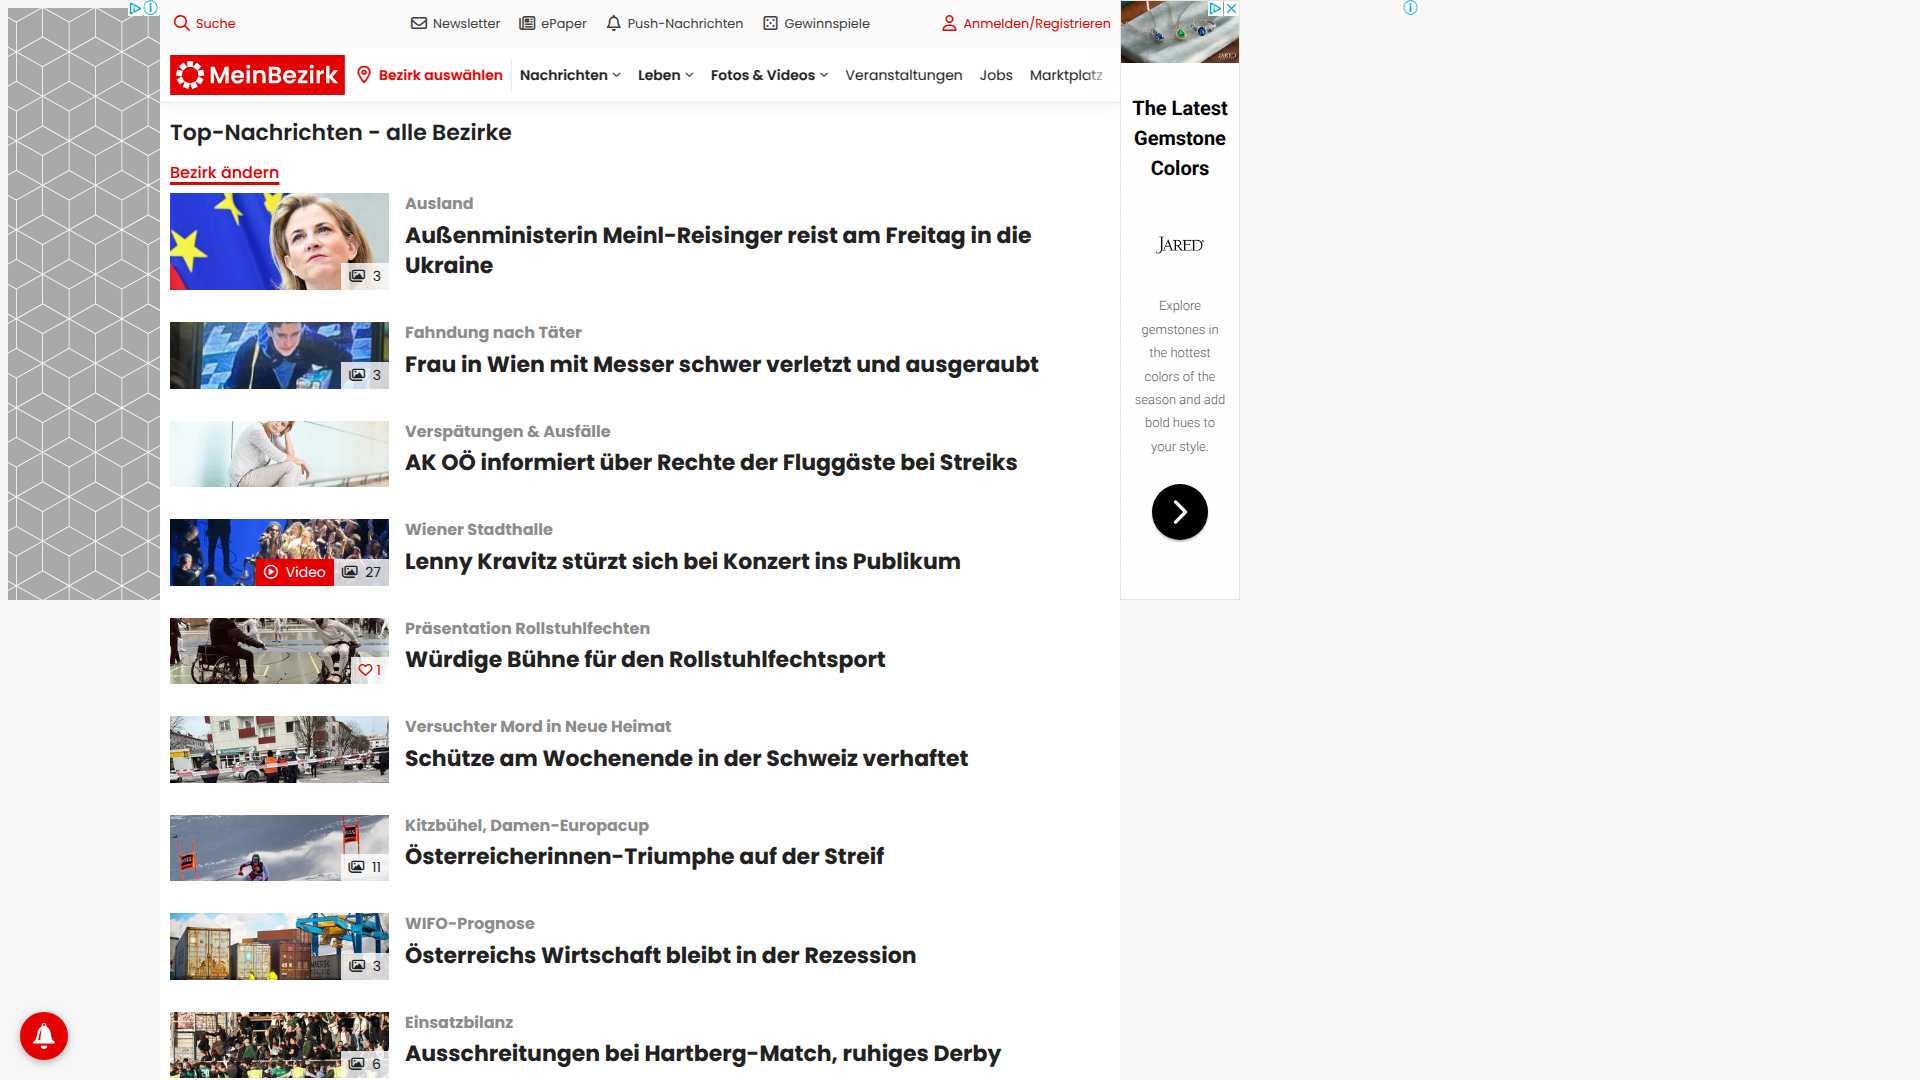 Suche
Newsletter
ePaper
Push-Nachrichten
Gewinnspiele
Anmelden/Registrieren
MeinBezirk
Bezirk auswählen
Nachrichten
Leben
Fotos & Videos
Veranstaltungen
Jobs
Marktplatz
Top-Nachrichten - alle Bezirke
Bezirk ändern
3
Ausland
Außenministerin Meinl-Reisinger reist am Freitag in die
Ukraine
3
Fahndung nach Täter
Frau in Wien mit Messer schwer verletzt und ausgeraubt
Verspätungen & Ausfälle
AK OÖ informiert über Rechte der Fluggäste bei Streiks
Video
27
Wiener Stadthalle
Lenny Kravitz stürzt sich bei Konzert ins Publikum
1
Präsentation Rollstuhlfechten
Würdige Bühne für den Rollstuhlfechtsport
Versuchter Mord in Neue Heimat
Schütze am Wochenende in der Schweiz verhaftet
11
Kitzbühel, Damen-Europacup
Österreicherinnen-Triumphe auf der Streif
3
WIFO-Prognose
Österreichs Wirtschaft bleibt in der Rezession
6
Einsatzbilanz
Ausschreitungen bei Hartberg-Match, ruhiges Derby
The Latest
Gemstone
Colors
JARED
Explore
gemstones in
the hottest
colors of the
season and add
bold hues to
your style.